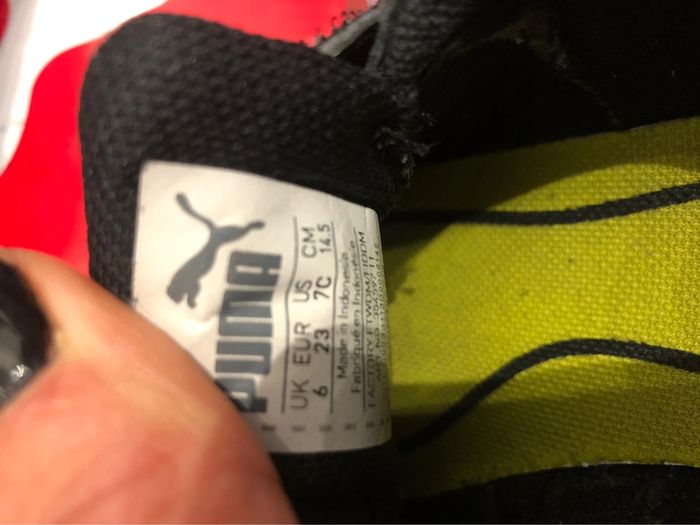 PUMA
UK EUR US CM
6 23 7C 14.5
Made in Indonesia
Fabriqué en Indonésie